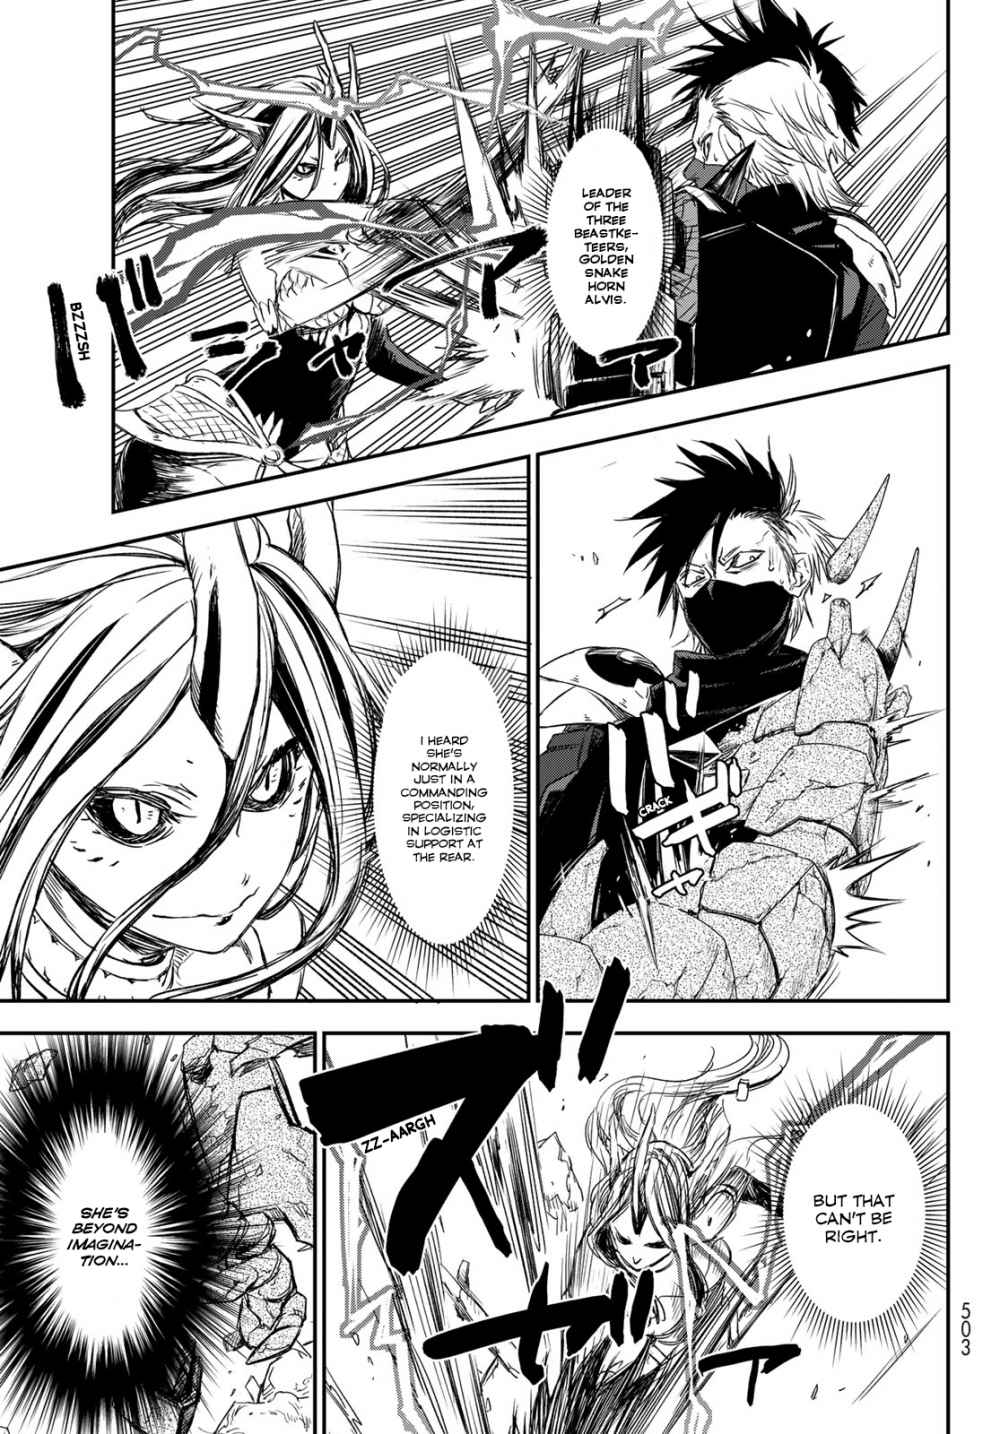 LEADER
OF THE
THREE
BEASTKE-
TEERS,
GOLDEN
SNAKE
HORN
ALVIS.
BZZZSH
CRACK
I HEARD
SHE'S
NORMALLY
JUST IN A
COMMANDING
POSITION,
SPECIALIZING
IN LOGISTIC
SUPPORT AT
THE REAR.
BUT THAT
CAN'T BE
RIGHT.
ZZ-AARGH
SHE'S
BEYOND
IMAGINA-
TION...
503